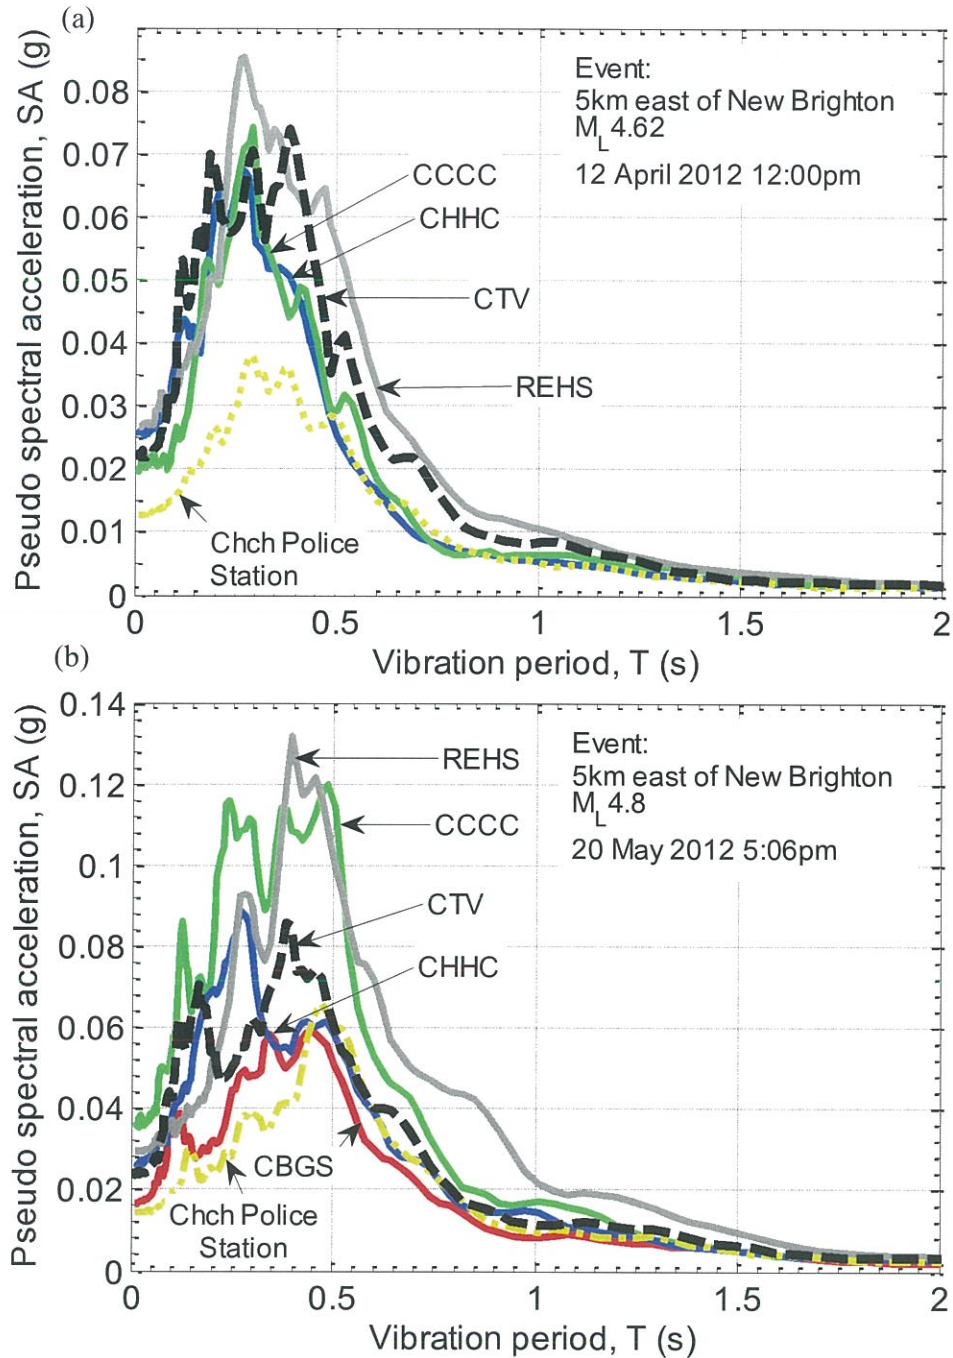 (a)
Pseudo spectral acceleration, SA (g)
0.08
0.07
0.06
0.05
0.04
0.03
0.02
0.01
0
Event:
5km east of New Brighton
M_L 4.62
12 April 2012 12:00pm
CCCC
CHHC
CTV
REHS
Chch Police
Station
0 0.5 1 1.5 2
Vibration period, T (s)
(b)
Pseudo spectral acceleration, SA (g)
0.14
0.12
0.1
0.08
0.06
0.04
0.02
0
Event:
5km east of New Brighton
M_L 4.8
20 May 2012 5:06pm
REHS
CCCC
CTV
CHHC
CBGS
Chch Police
Station
0 0.5 1 1.5 2
Vibration period, T (s)